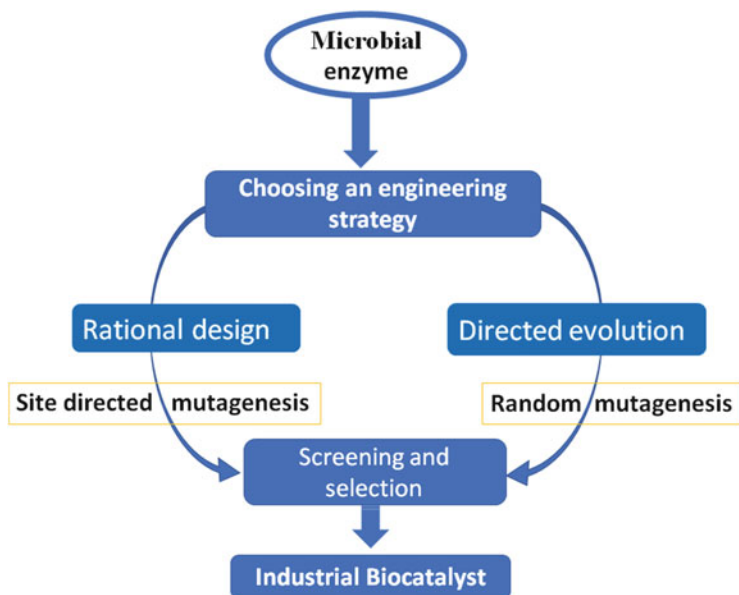 Microbial
enzyme
Choosing an engineering
strategy
Rational design
Directed evolution
Site directed mutagenesis
Random mutagenesis
Screening and
selection
Industrial Biocatalyst